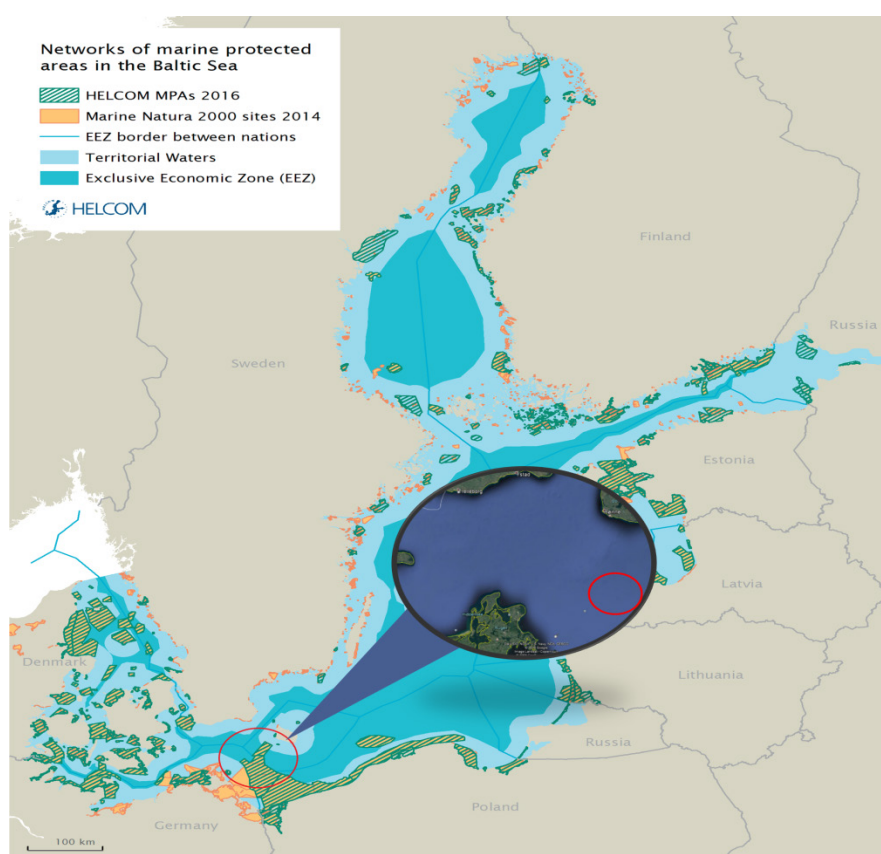 Networks of marine protected
areas in the Baltic Sea
HELCOM MPAs 2016
Marine Natura 2000 sites 2014
EEZ border between nations
Territorial Waters
Exclusive Economic Zone (EEZ)
HELCOM
Finland
Russia
Sweden
Estonia
Latvia
Denmark
Lithuania
Russia
Poland
Germany
100 km